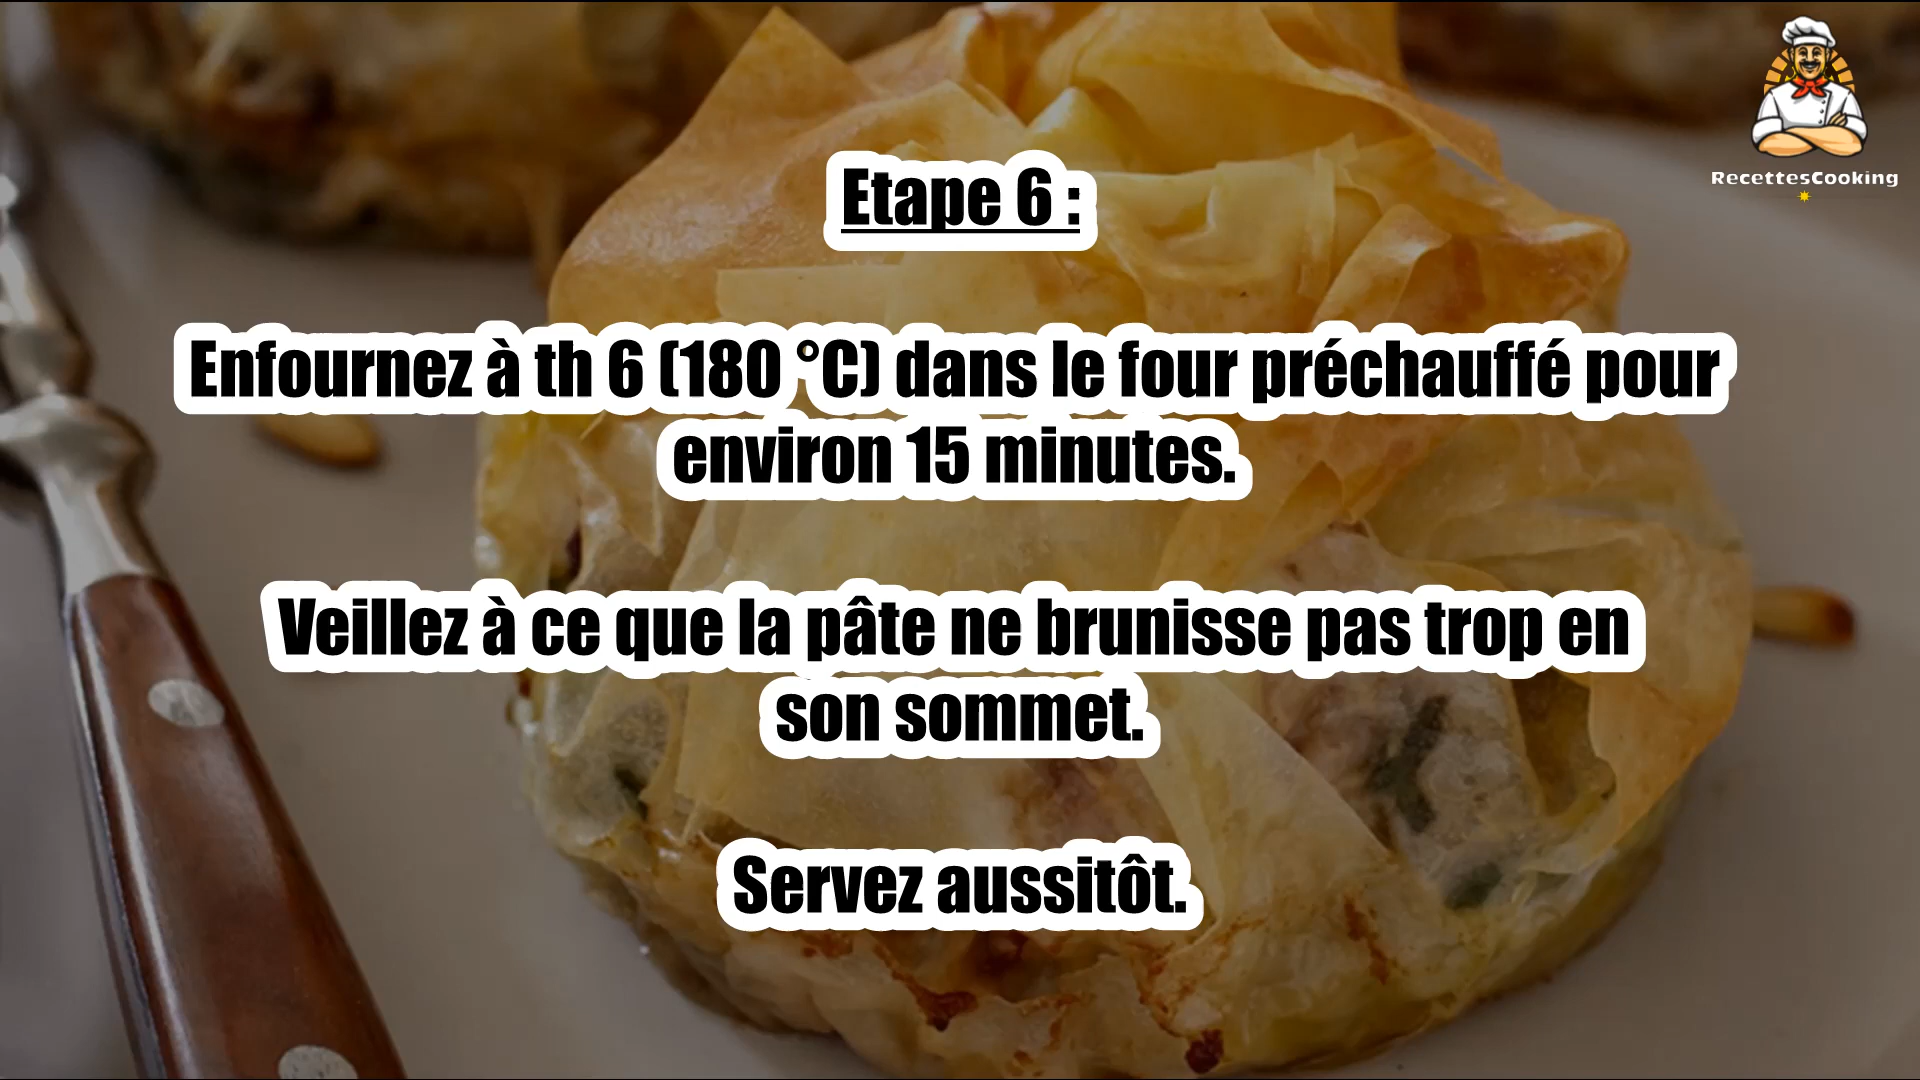 RecettesCooking
Etape 6 :
Enfournez à th 6 (180 °C) dans le four préchauffé pour
environ 15 minutes.
Veillez à ce que la pâte ne brunisse pas trop en
son sommet.
Servez aussitôt.